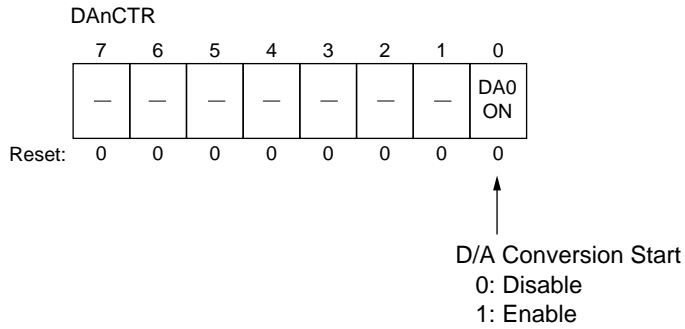 DAnCTR
7 6 5 4 3 2 1 0
— — — — — — — DA0
ON
Reset: 0 0 0 0 0 0 0 0
D/A Conversion Start
0: Disable
1: Enable